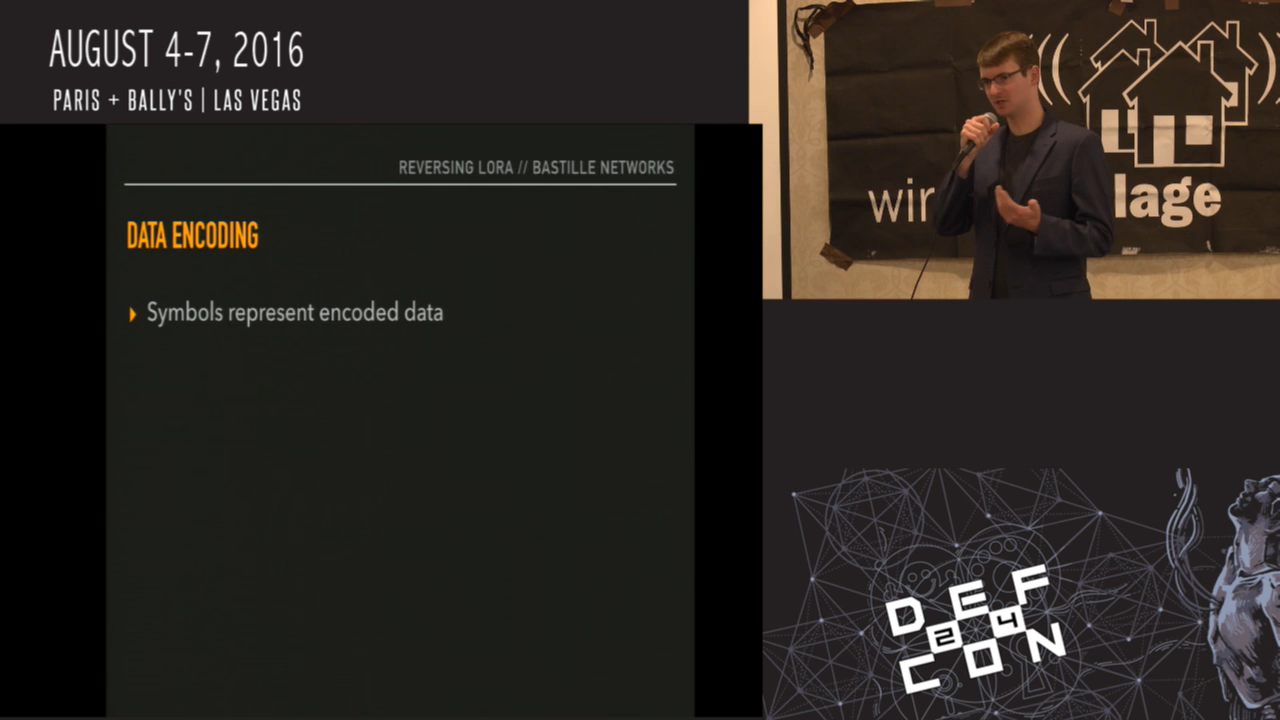 AUGUST 4-7, 2016
PARIS + BALLY'S | LAS VEGAS
REVERSING LORA // BASTILLE NETWORKS
DATA ENCODING
Symbols represent encoded data
wir lage
DEF
24
CON